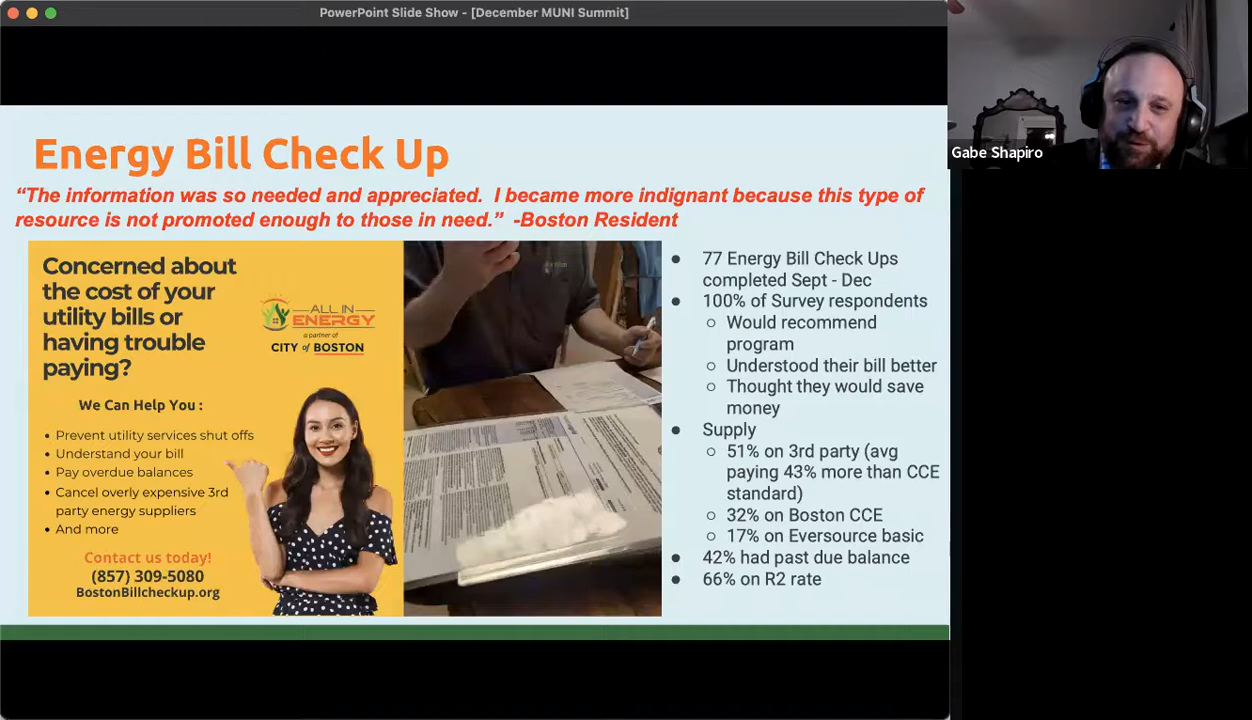 PowerPoint Slide Show - [December MUNI Summit]
Gabe Shapiro
Energy Bill Check Up
“The information was so needed and appreciated. I became more indignant because this type of
resource is not promoted enough to those in need.” -Boston Resident
Concerned about
the cost of your
utility bills or
having trouble
paying?
ALL IN
ENERGY
a partner of
CITY of BOSTON
We Can Help You :
• Prevent utility services shut offs
• Understand your bill
• Pay overdue balances
• Cancel overly expensive 3rd
party energy suppliers
• And more
Contact us today!
(857) 309-5080
BostonBillcheckup.org
● 77 Energy Bill Check Ups
completed Sept - Dec
● 100% of Survey respondents
○ Would recommend
program
○ Understood their bill better
○ Thought they would save
money
● Supply
○ 51% on 3rd party (avg
paying 43% more than CCE
standard)
○ 32% on Boston CCE
○ 17% on Eversource basic
● 42% had past due balance
● 66% on R2 rate